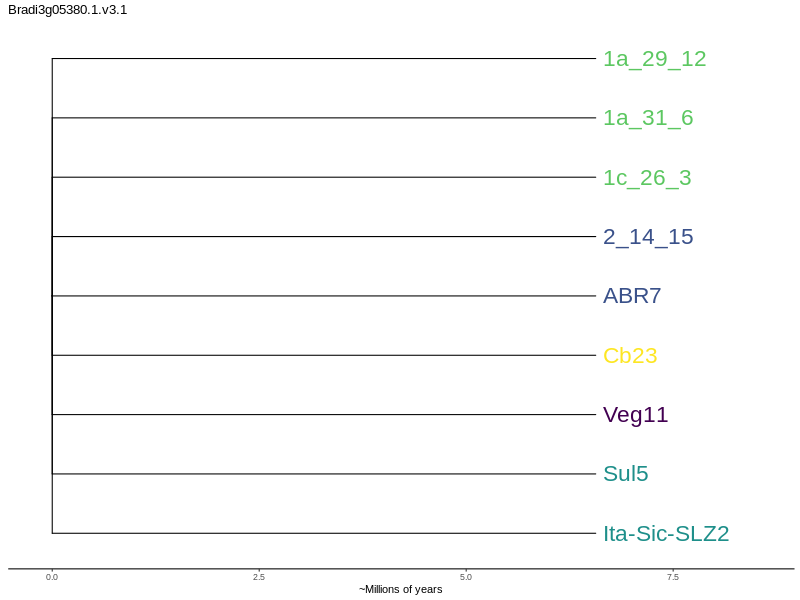 Bradi3g05380.1.v3.1
1a_29_12
1a_31_6
1c_26_3
2_14_15
ABR7
Cb23
Veg11
Sul5
Ita-Sic-SLZ2
0.0 2.5 5.0 7.5
~Millions of years